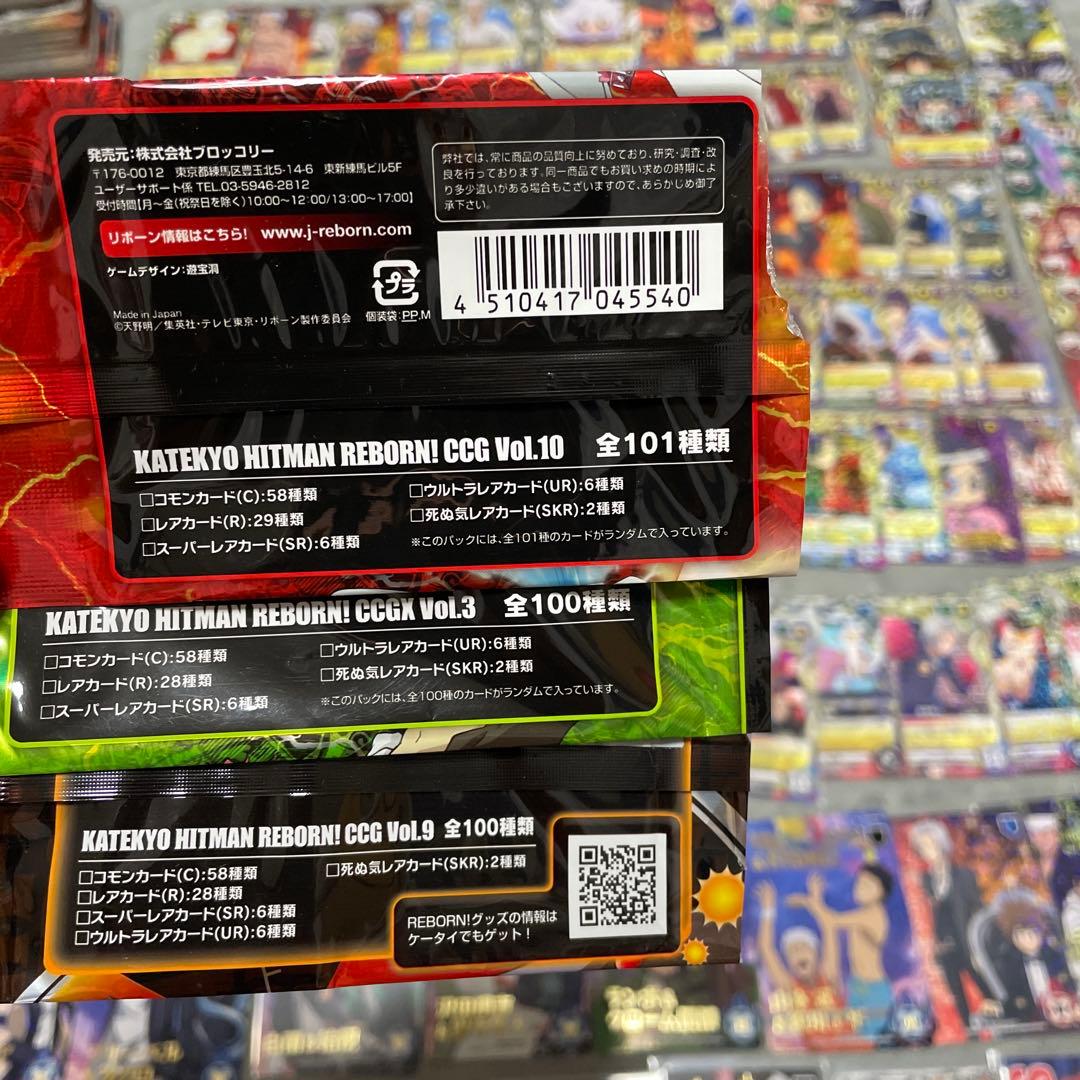 発売元:株式会社ブロッコリー
〒176-0012 東京都練馬区豊玉北5-14-6 東新練馬ビル5F
ユーザーサポート係 TEL.03-5946-2812
受付時間【月〜金(祝祭日を除く)10:00〜12:00/13:00〜17:00】
リボーン情報はこちら! www.j-reborn.com
ゲームデザイン:遊宝洞
Made in Japan
©天野明/集英社・テレビ東京・リボーン製作委員会
プラ
個装袋:PP.M
弊社では、常に商品の品質向上に努めており、研究・調査・改
良を行っております。同一商品でもお買い求めの時期によ
り多少違いがある場合もございますので、あらかじめ御了
承下さい。
4 510417 045540
KATEKYO HITMAN REBORN! CCG Vol.10 全101種類
□コモンカード(C):58種類
□レアカード(R):29種類
□スーパーレアカード(SR):6種類
□ウルトラレアカード(UR):6種類
□死ぬ気レアカード(SKR):2種類
※このパックには、全101種のカードがランダムで入っています。
KATEKYO HITMAN REBORN! CCGX Vol.3 全100種類
□コモンカード(C):58種類
□レアカード(R):28種類
□スーパーレアカード(SR):6種類
□ウルトラレアカード(UR):6種類
□死ぬ気レアカード(SKR):2種類
※このパックには、全100種のカードがランダムで入っています。
KATEKYO HITMAN REBORN! CCG Vol.9 全100種類
□コモンカード(C):58種類
□レアカード(R):28種類
□スーパーレアカード(SR):6種類
□ウルトラレアカード(UR):6種類
□死ぬ気レアカード(SKR):2種類
REBORN!グッズの情報は
ケータイでもゲット!